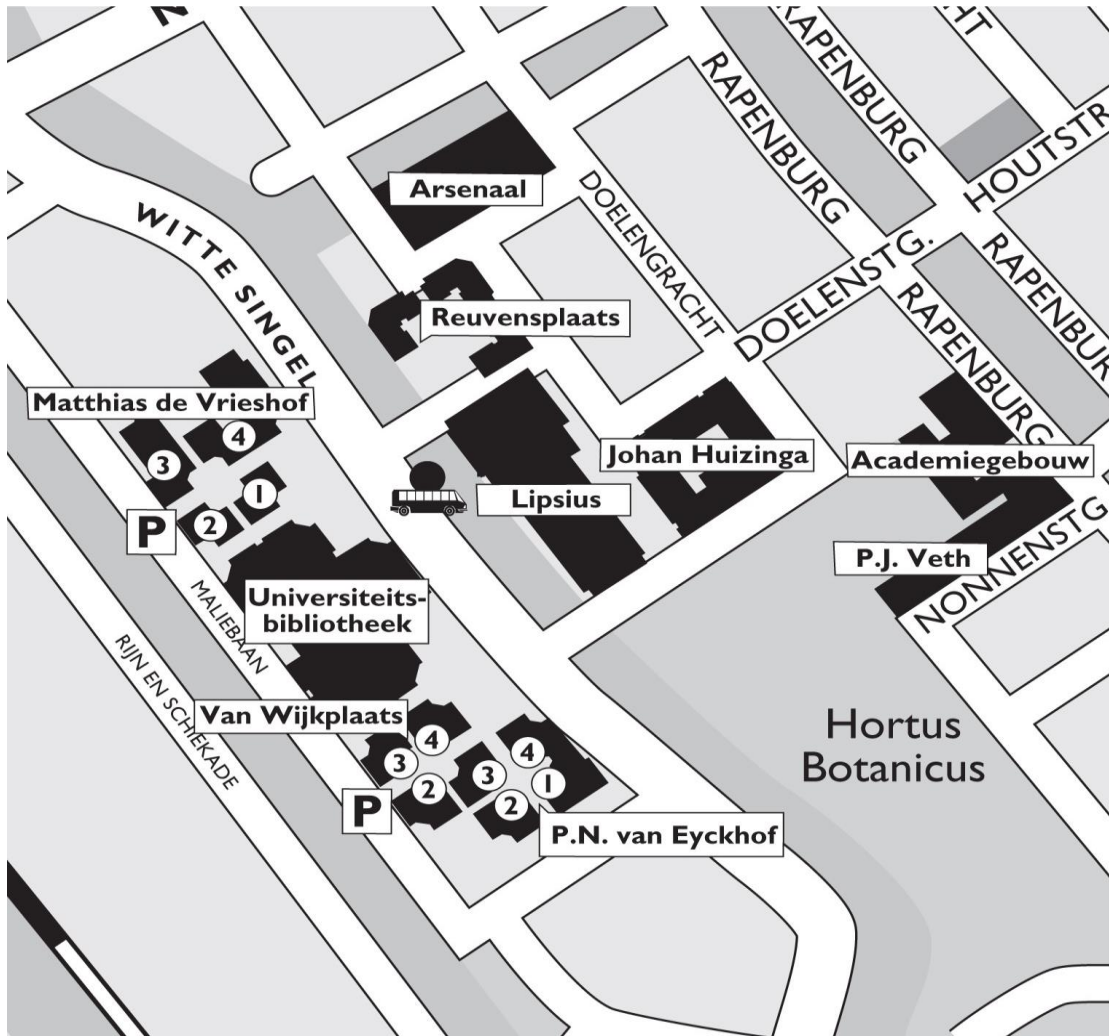 RAPENBURG
RAPENBURG
HOUTSTR
Arsenaal
DOELENGRACHT
DOELENSTG.
WITTE SINGEL
RAPENBURG
RAPENBUR
Reuvensplaats
Matthias de Vrieshof
4
3
1
2
P
Johan Huizinga
Academiegebouw
Lipsius
P.J. Veth
NONNENSTG
Universiteits-
bibliotheek
MALIEBAAN
RIJN EN SCHIEKADE
Van Wijkplaats
4
3
2
4
3
1
2
P
P.N. van Eyckhof
Hortus
Botanicus